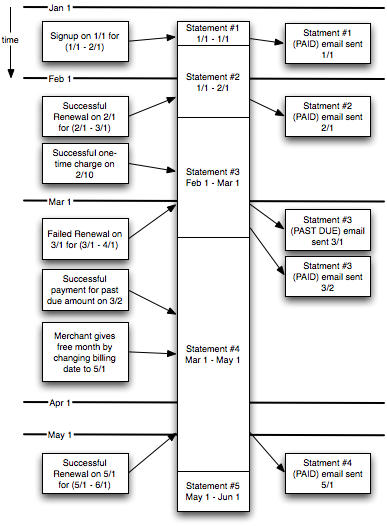 Jan 1
time
Signup on 1/1 for
(1/1 - 2/1)
Statement #1
1/1 - 1/1
Statment #1
(PAID) email sent
1/1
Feb 1
Statement #2
1/1 - 2/1
Successful
Renewal on 2/1
for (2/1 - 3/1)
Statment #2
(PAID) email sent
2/1
Successful one-
time charge on
2/10
Statement #3
Feb 1 - Mar 1
Mar 1
Failed Renewal on
3/1 for (3/1 - 4/1)
Statment #3
(PAST DUE) email
sent 3/1
Statment #3
(PAID) email sent
3/2
Successful
payment for past
due amount on 3/2
Merchant gives
free month by
changing billing
date to 5/1
Statement #4
Mar 1 - May 1
Apr 1
May 1
Successful
Renewal on 5/1
for (5/1 - 6/1)
Statment #4
(PAID) email sent
5/1
Statement #5
May 1 - Jun 1